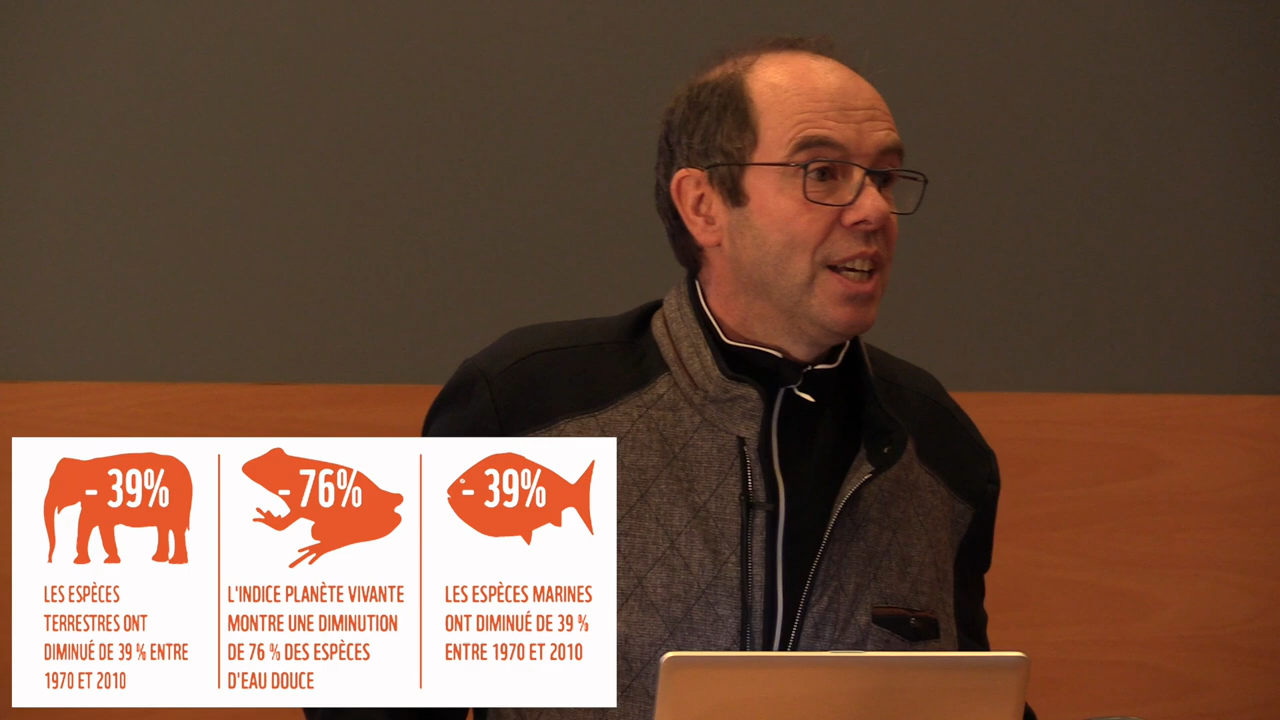 - 39%
LES ESPÈCES
TERRESTRES ONT
DIMINUÉ DE 39 % ENTRE
1970 ET 2010
- 76%
L'INDICE PLANÈTE VIVANTE
MONTRE UNE DIMINUTION
DE 76 % DES ESPÈCES
D'EAU DOUCE
- 39%
LES ESPÈCES MARINES
ONT DIMINUÉ DE 39 %
ENTRE 1970 ET 2010